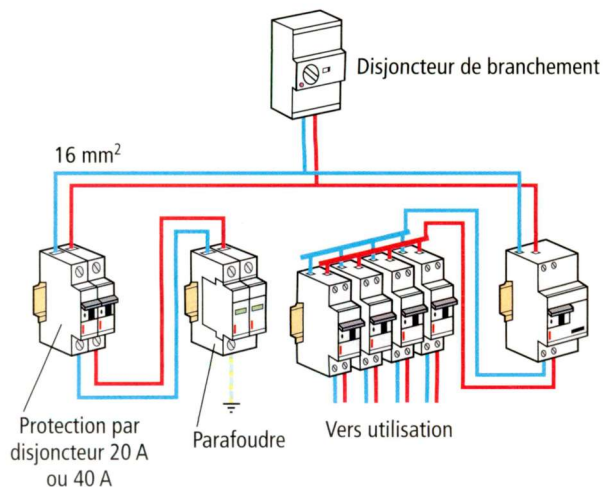 Disjoncteur de branchement
16 mm²
Protection par
disjoncteur 20 A
ou 40 A
Parafoudre
Vers utilisation